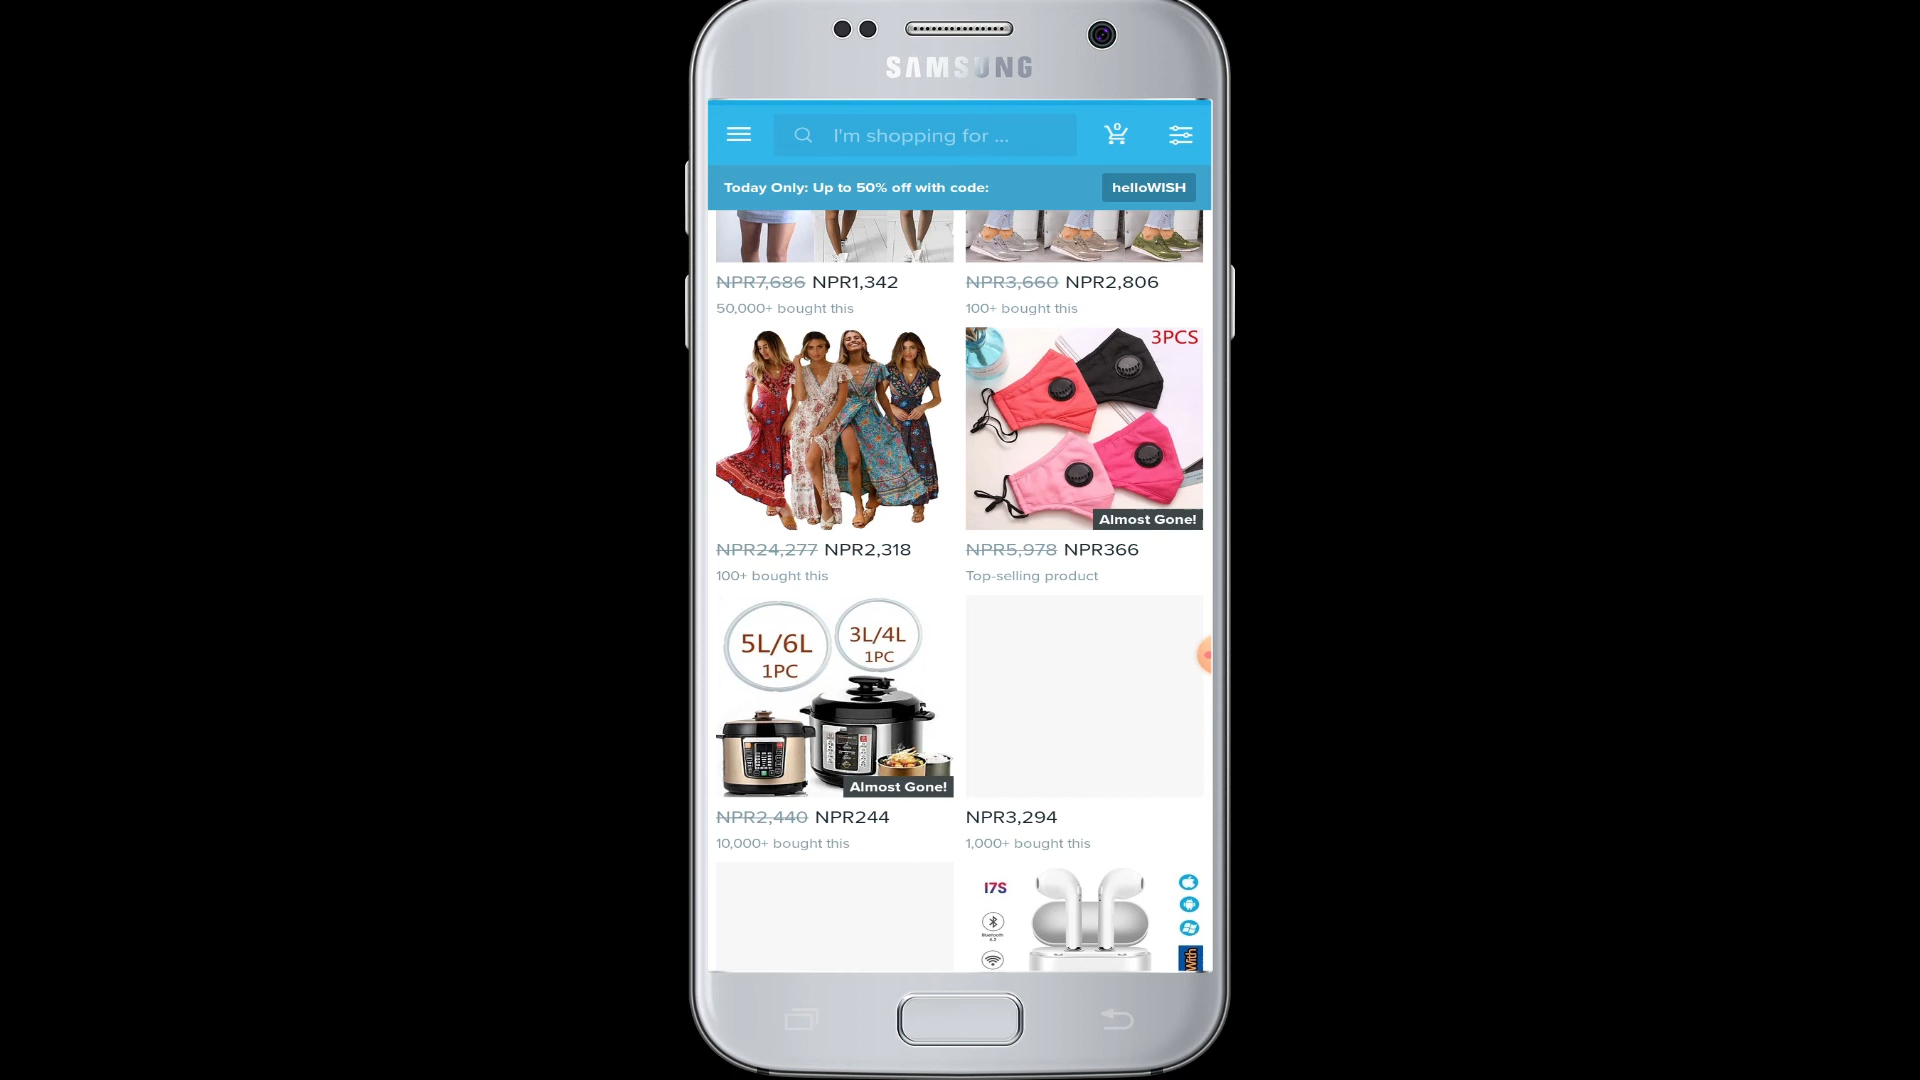 SAMSUNG
0
I'm shopping for ...
Today Only: Up to 50% off with code:
helloWISH
NPR7,686 NPR1,342
50,000+ bought this
NPR3,660 NPR2,806
100+ bought this
3PCS
Almost Gone!
NPR24,277 NPR2,318
100+ bought this
NPR5,978 NPR366
Top-selling product
5L/6L
1PC
3L/4L
1PC
Almost Gone!
NPR2,440 NPR244
10,000+ bought this
NPR3,294
1,000+ bought this
I7S
Bluetooth
With